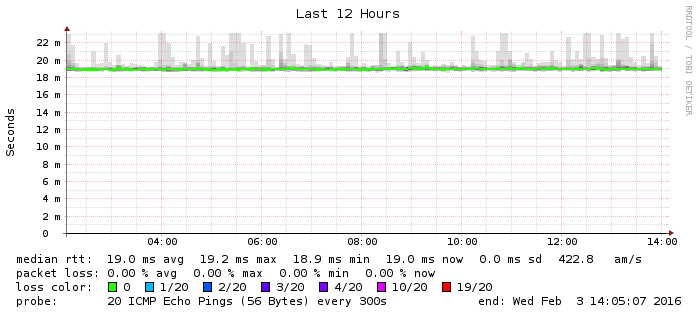 Last 12 Hours
RRDTOOL / TOBI OETIKER
Seconds
22 m
20 m
18 m
16 m
14 m
12 m
10 m
8 m
6 m
4 m
2 m
0
04:00 06:00 08:00 10:00 12:00 14:00
median rtt: 19.0 ms avg 19.2 ms max 18.9 ms min 19.0 ms now 0.0 ms sd 422.8 am/s
packet loss: 0.00 % avg 0.00 % max 0.00 % min 0.00 % now
loss color: 0 1/20 2/20 3/20 4/20 10/20 19/20
probe: 20 ICMP Echo Pings (56 Bytes) every 300s end: Wed Feb 3 14:05:07 2016